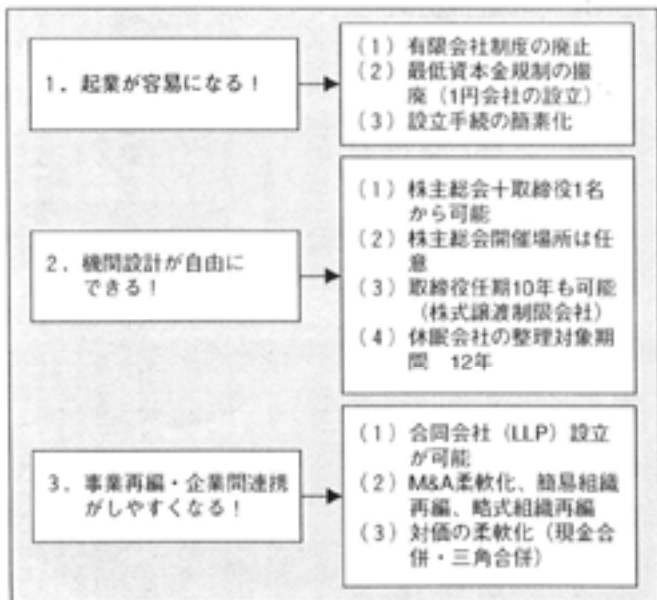 1．起業が容易になる！
(1) 有限会社制度の廃止
(2) 最低資本金規制の撤
廃（1円会社の設立）
(3) 設立手続の簡素化
2．機関設計が自由に
できる！
(1) 株主総会＋取締役1名
から可能
(2) 株主総会開催場所は任
意
(3) 取締役任期10年も可能
（株式譲渡制限会社）
(4) 休眠会社の整理対象期
間　12年
3．事業再編・企業間連携
がしやすくなる！
(1) 合同会社（LLP）設立
が可能
(2) M&A柔軟化、簡易組織
再編、略式組織再編
(3) 対価の柔軟化（現金合
併・三角合併）